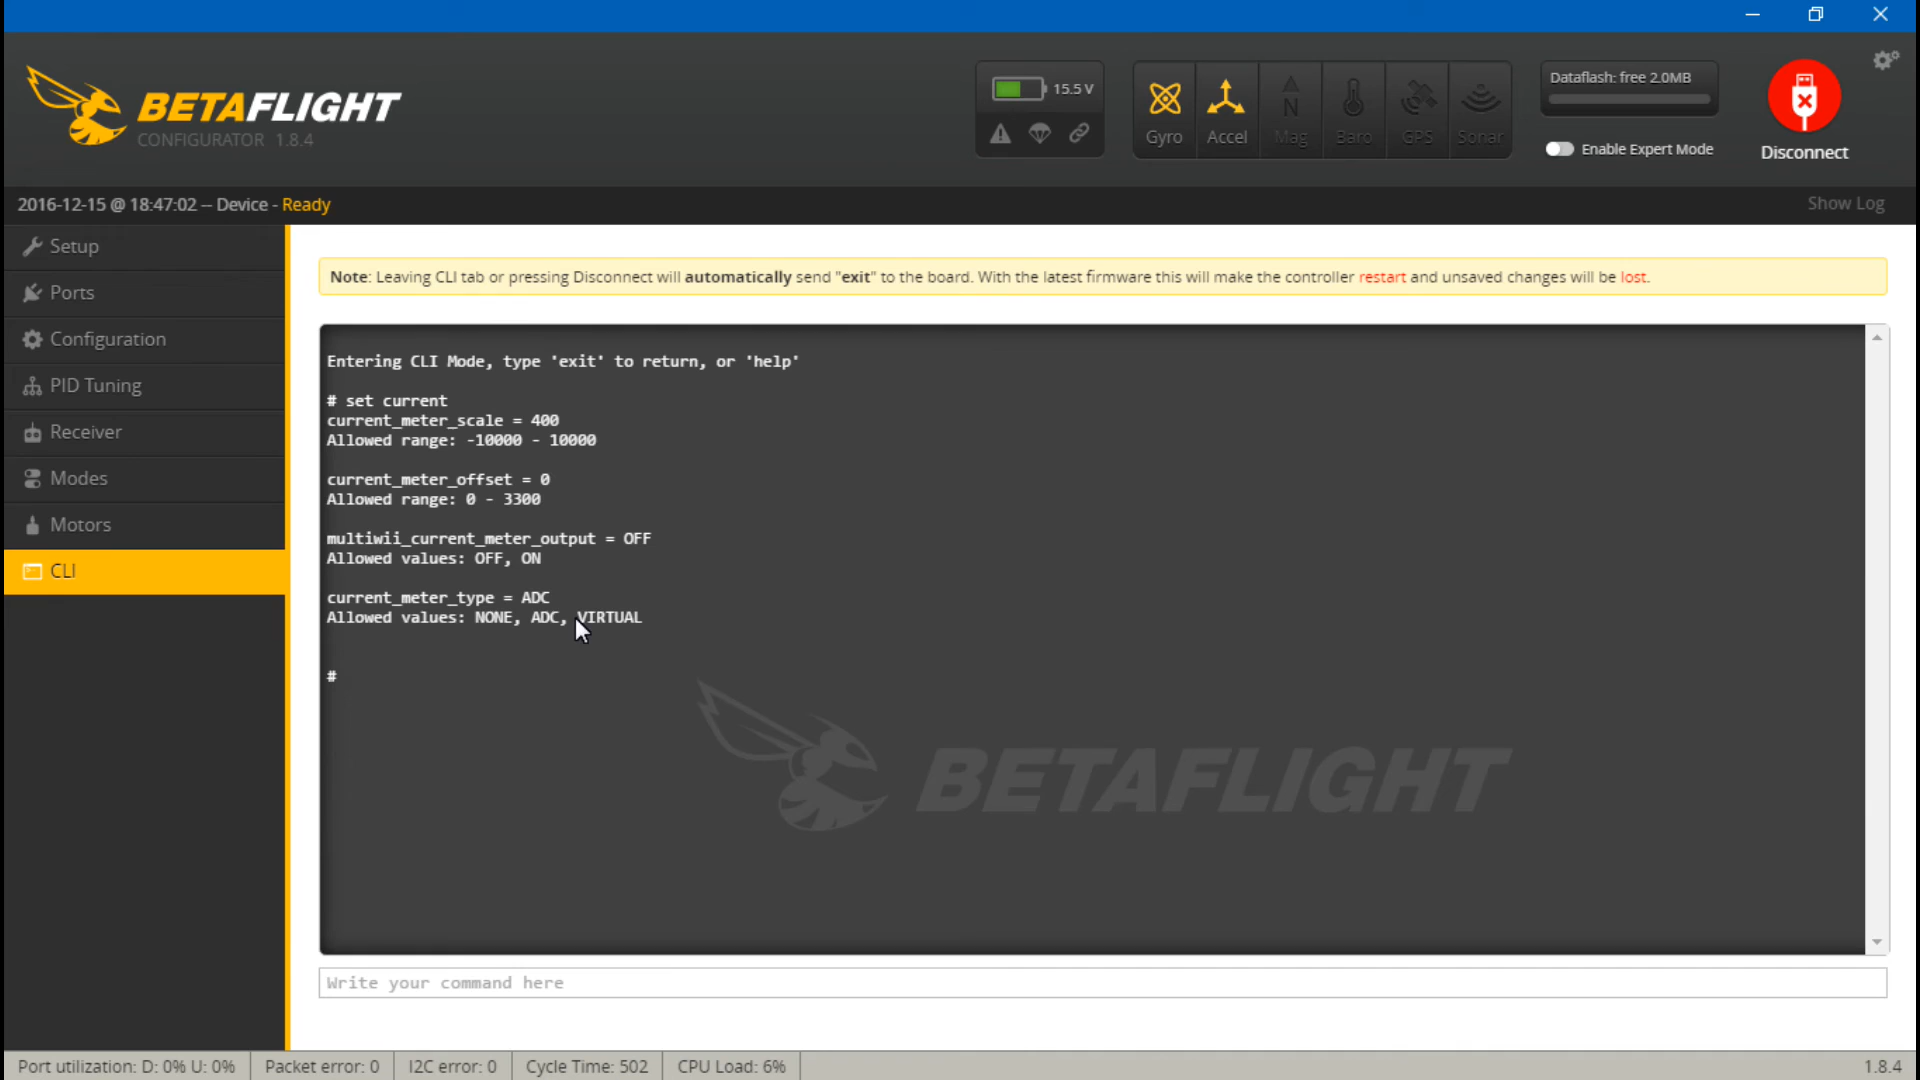 BETAFLIGHT
CONFIGURATOR 1.8.4
15.5 V
Gyro
Accel
Mag
Baro
GPS
Sonar
Dataflash: free 2.0MB
Enable Expert Mode
Disconnect
2016-12-15 @ 18:47:02 -- Device - Ready
Show Log
Setup
Ports
Configuration
PID Tuning
Receiver
Modes
Motors
CLI
Note: Leaving CLI tab or pressing Disconnect will automatically send "exit" to the board. With the latest firmware this will make the controller restart and unsaved changes will be lost.
Entering CLI Mode, type 'exit' to return, or 'help'
# set current
current_meter_scale = 400
Allowed range: -10000 - 10000
current_meter_offset = 0
Allowed range: 0 - 3300
multiwii_current_meter_output = OFF
Allowed values: OFF, ON
current_meter_type = ADC
Allowed values: NONE, ADC, VIRTUAL
#
BETAFLIGHT
Write your command here
Port utilization: D: 0% U: 0%
Packet error: 0
I2C error: 0
Cycle Time: 502
CPU Load: 6%
1.8.4